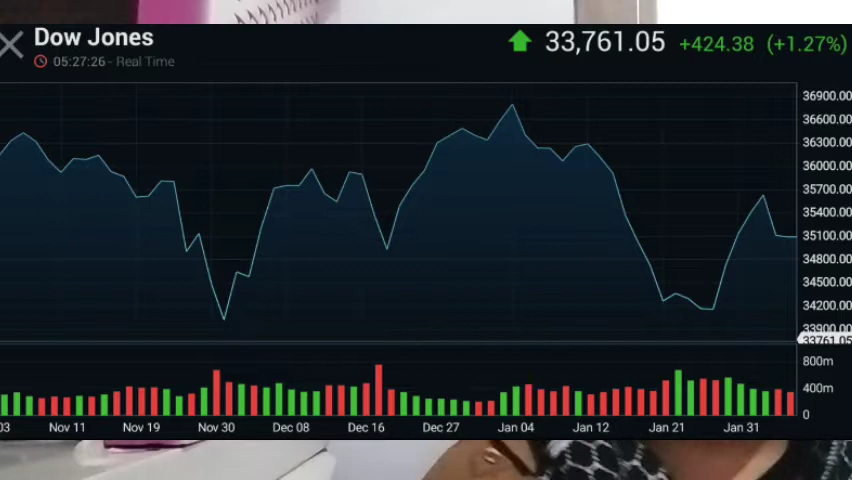 Dow Jones
33,761.05 +424.38 (+1.27%)
05:27:26 - Real Time
36900.00
36600.00
36300.00
36000.00
35700.00
35400.00
35100.00
34800.00
34500.00
34200.00
33900.00
33761.05
800m
400m
0
03 Nov 11 Nov 19 Nov 30 Dec 08 Dec 16 Dec 27 Jan 04 Jan 12 Jan 21 Jan 31